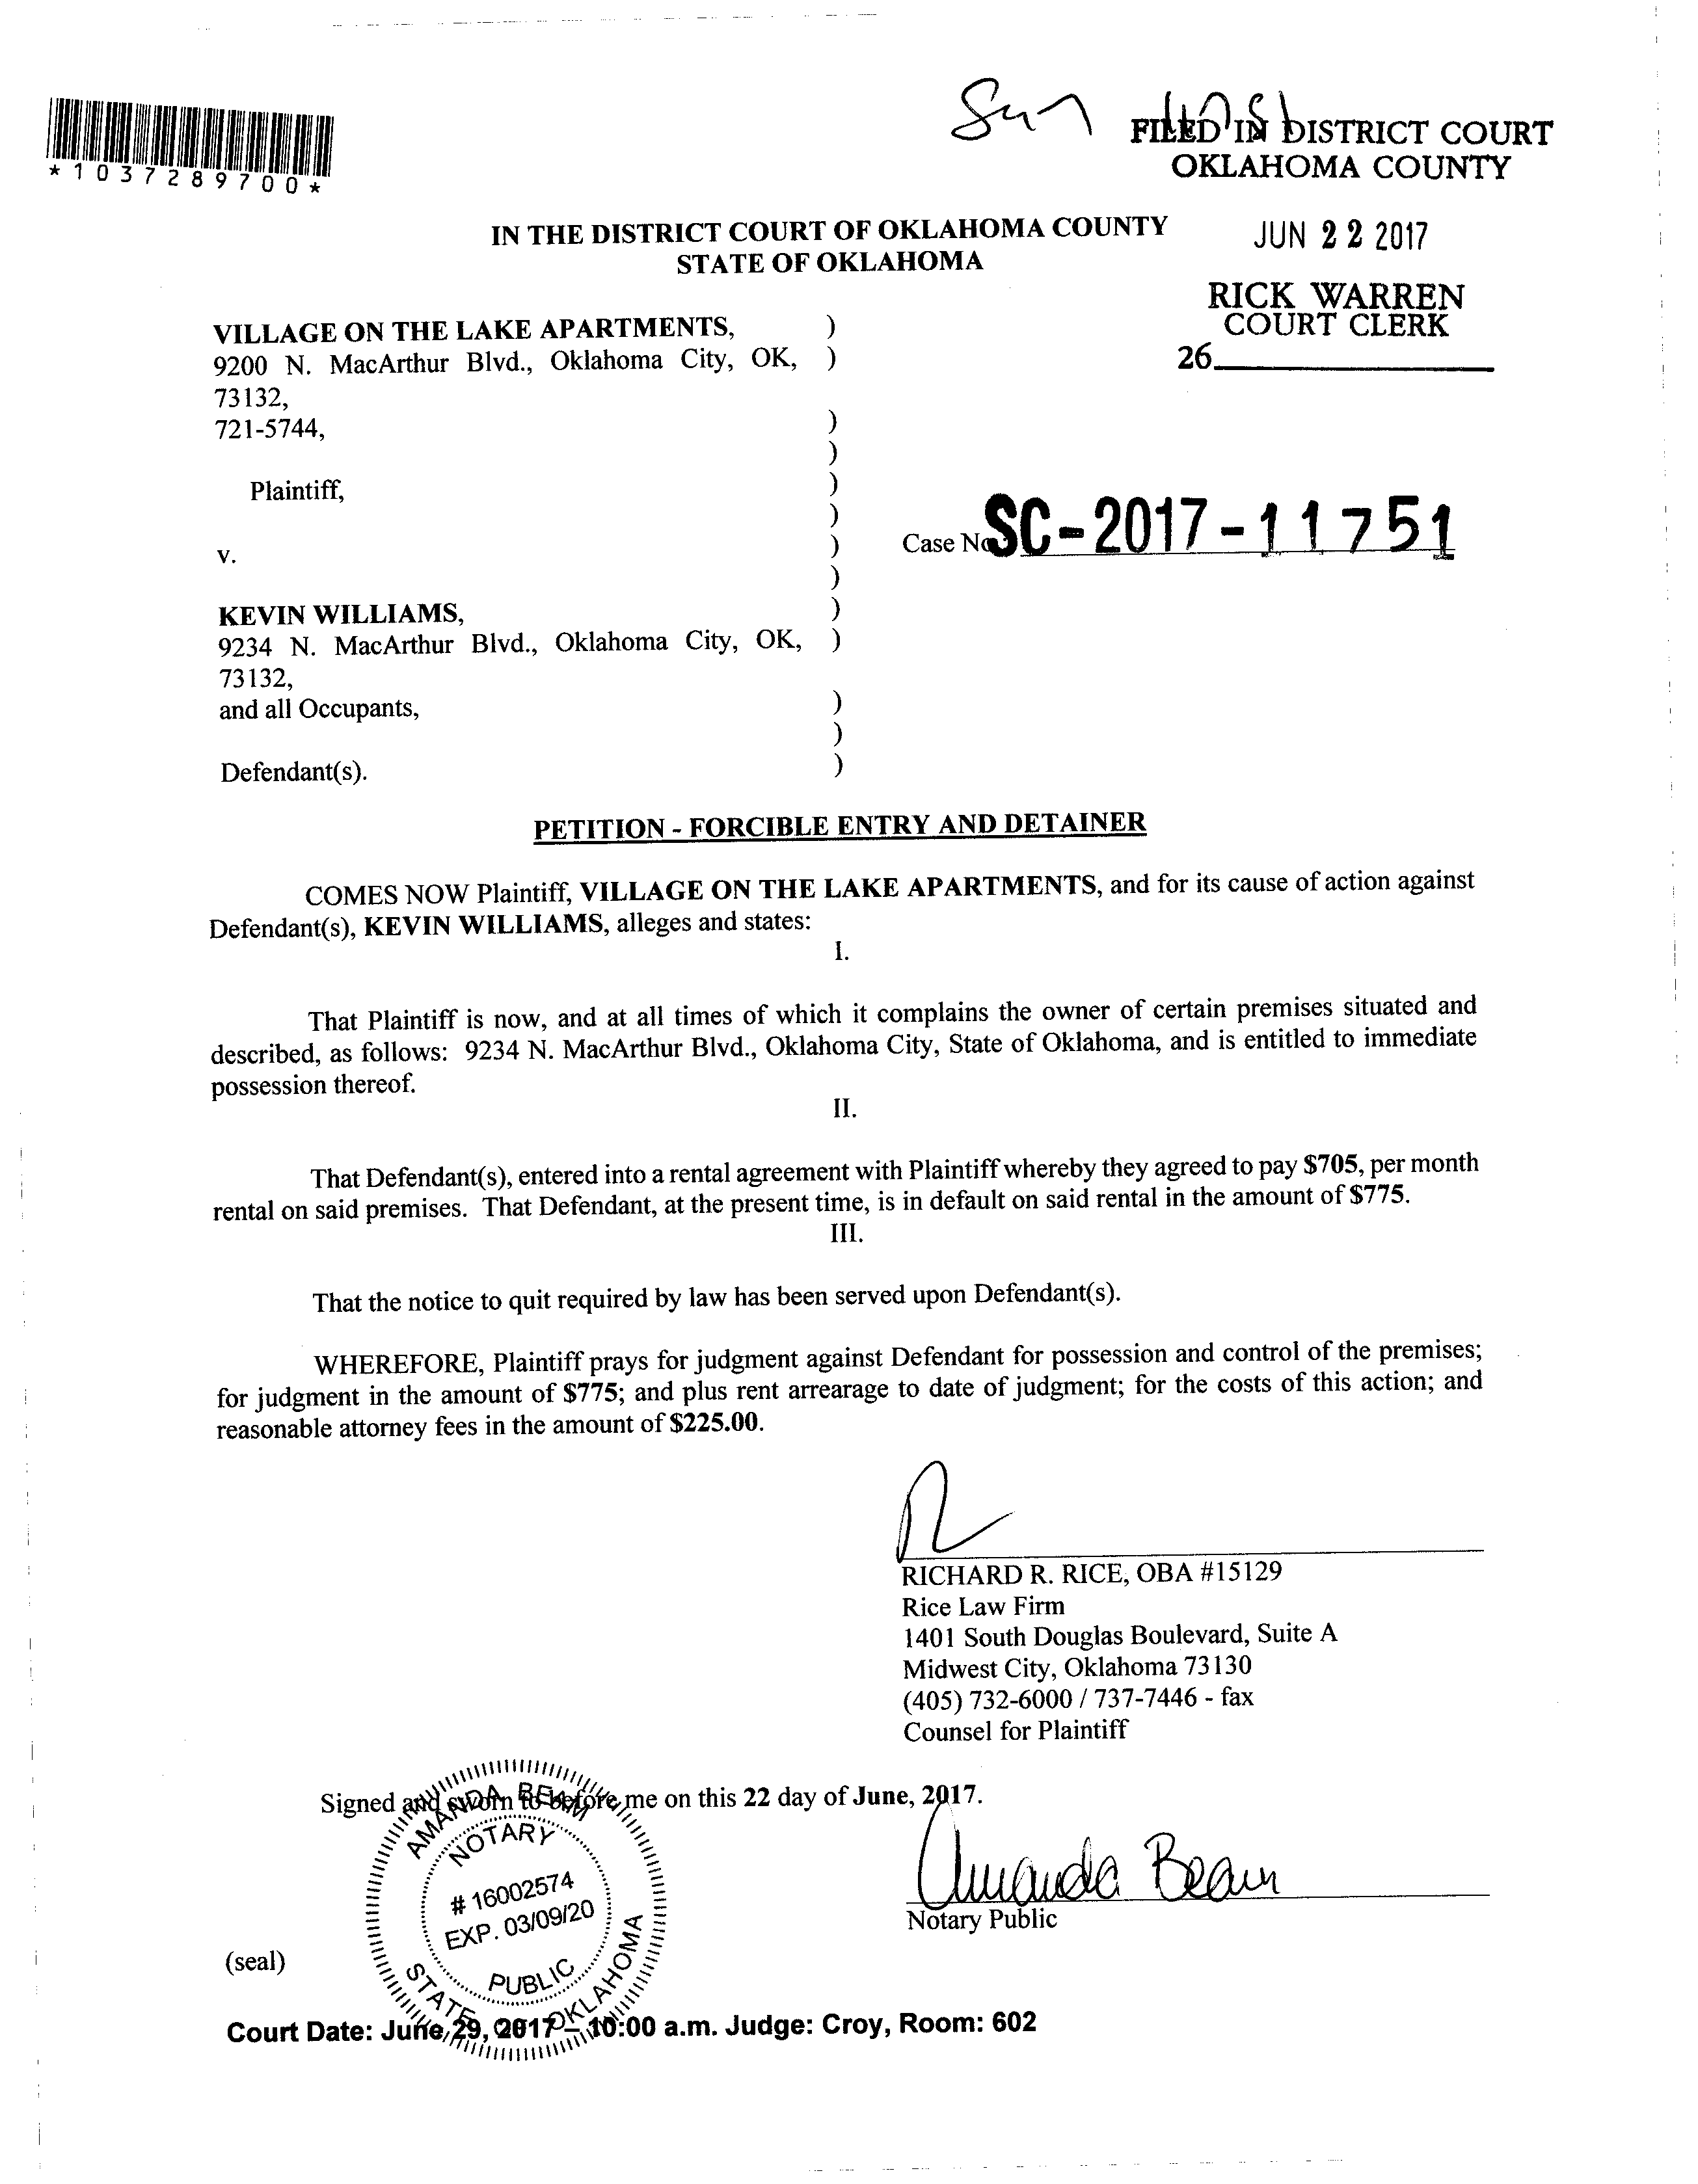 FILED IN DISTRICT COURT
OKLAHOMA COUNTY
*1037289700*
IN THE DISTRICT COURT OF OKLAHOMA COUNTY
STATE OF OKLAHOMA
JUN 22 2017
RICK WARREN
COURT CLERK
26
VILLAGE ON THE LAKE APARTMENTS, )
9200 N. MacArthur Blvd., Oklahoma City, OK, )
73132,
721-5744, )
)
Plaintiff, )
)
v. )
)
Case No SC-2017-11751
KEVIN WILLIAMS, )
9234 N. MacArthur Blvd., Oklahoma City, OK, )
73132,
and all Occupants, )
)
Defendant(s). )
PETITION - FORCIBLE ENTRY AND DETAINER
COMES NOW Plaintiff, VILLAGE ON THE LAKE APARTMENTS, and for its cause of action against
Defendant(s), KEVIN WILLIAMS, alleges and states:
I.
That Plaintiff is now, and at all times of which it complains the owner of certain premises situated and
described, as follows: 9234 N. MacArthur Blvd., Oklahoma City, State of Oklahoma, and is entitled to immediate
possession thereof.
II.
That Defendant(s), entered into a rental agreement with Plaintiff whereby they agreed to pay $705, per month
rental on said premises. That Defendant, at the present time, is in default on said rental in the amount of $775.
III.
That the notice to quit required by law has been served upon Defendant(s).
WHEREFORE, Plaintiff prays for judgment against Defendant for possession and control of the premises;
for judgment in the amount of $775; and plus rent arrearage to date of judgment; for the costs of this action; and
reasonable attorney fees in the amount of $225.00.
RICHARD R. RICE, OBA #15129
Rice Law Firm
1401 South Douglas Boulevard, Suite A
Midwest City, Oklahoma 73130
(405) 732-6000 / 737-7446 - fax
Counsel for Plaintiff
Signed and sworn to before me on this 22 day of June, 2017.
AMANDA BEAM
NOTARY
# 16002574
EXP. 03/09/20
PUBLIC
STATE OF OKLAHOMA
Amanda Beam
Notary Public
(seal)
Court Date: June 29, 2017 – 10:00 a.m. Judge: Croy, Room: 602